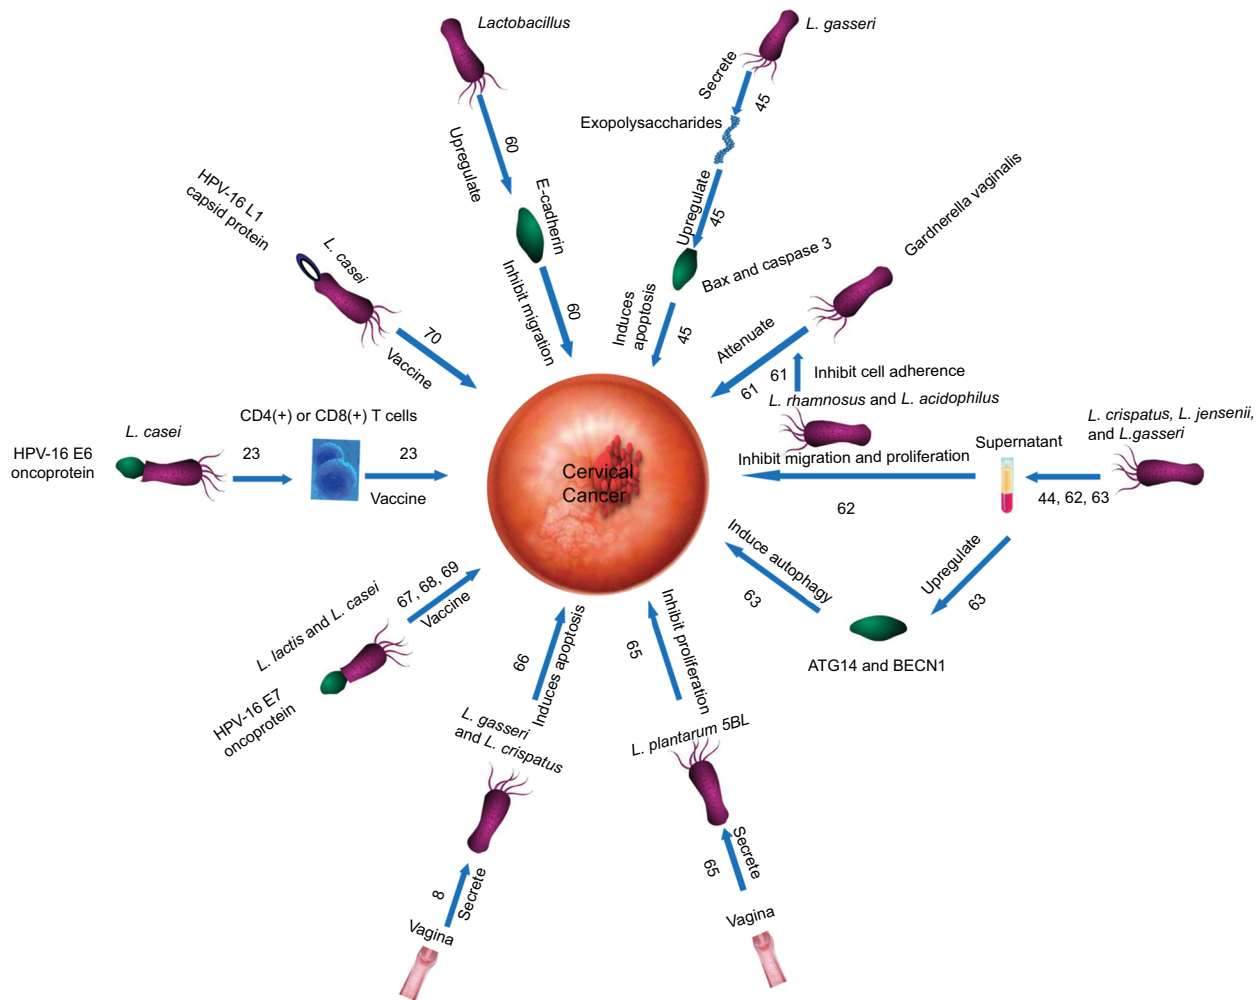 Lactobacillus
60
Upregulate
E-cadherin
60
Inhibit migration
L. gasseri
Secrete
45
Exopolysaccharides
Upregulate
45
Bax and caspase 3
Induces
apoptosis
45
Gardnerella vaginalis
Attenuate
61
61
Inhibit cell adherence
L. rhamnosus and L. acidophilus
L. crispatus, L. jensenii,
and L.gasseri
44, 62, 63
Supernatant
Inhibit migration and proliferation
62
Upregulate
63
ATG14 and BECN1
Induce autophagy
63
Inhibit proliferation
65
L. plantarum 5BL
Secrete
65
Vagina
Induces apoptosis
66
L. gasseri
and L. crispatus
8
Secrete
Vagina
67, 68, 69
Vaccine
L. lactis and L. casei
HPV-16 E7
oncoprotein
HPV-16 E6
oncoprotein
L. casei
23
CD4(+) or CD8(+) T cells
23
Vaccine
HPV-16 L1
capsid protein
L. casei
70
Vaccine
Cervical
Cancer